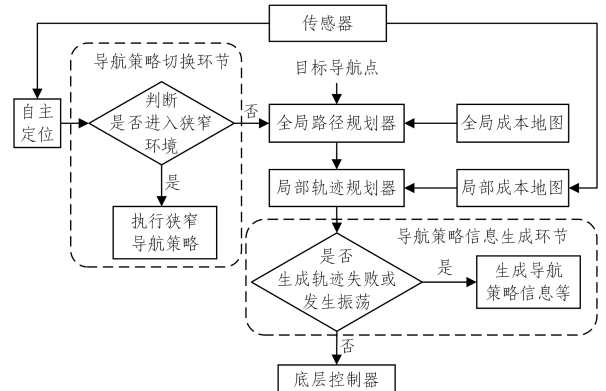 传感器
导航策略切换环节
目标导航点
自主
定位
判断
是否进入狭窄
环境
否
全局路径规划器
全局成本地图
是
局部轨迹规划器
局部成本地图
执行狭窄
导航策略
导航策略信息生成环节
是否
生成轨迹失败或
发生振荡
是
生成导航
策略信息等
否
底层控制器